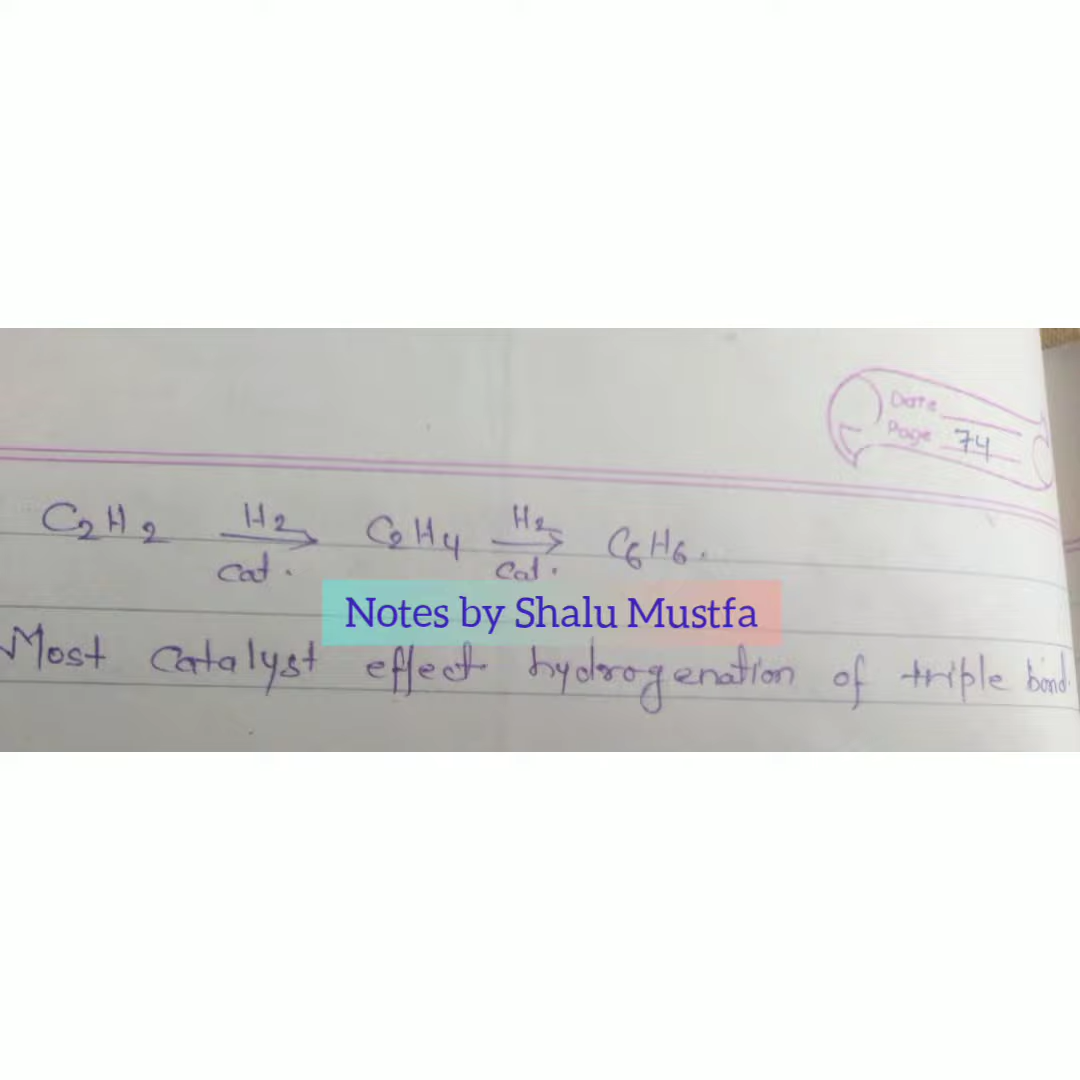 Date
Page 74
C₂H₂ H₂ → cat. C₂H₄ H₂ → cat. C₆H₆.
Notes by Shalu Mustfa
Most catalyst effect hydrogenation of triple bond.